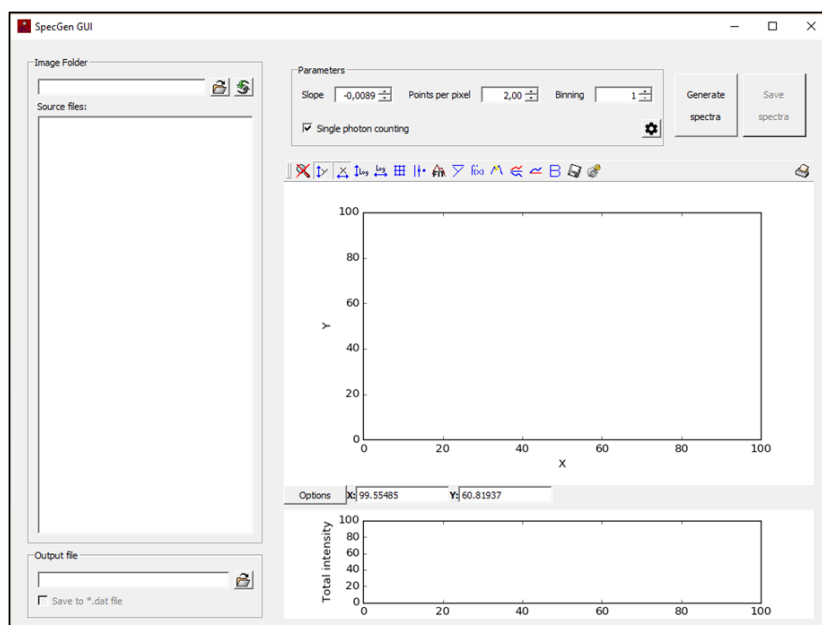 SpecGen GUI
Image Folder
Source files:
Output file
Save to *.dat file
Parameters
Slope -0,0089 Points per pixel 2,00 Binning 1
Single photon counting
Generate
spectra
Save
spectra
Log Log FIT f(x) B
100
80
60
40
20
0
Y
0 20 40 60 80 100
X
Options X: 99.55485 Y: 60.81937
100
80
60
40
20
0
Total intensity
0 20 40 60 80 100